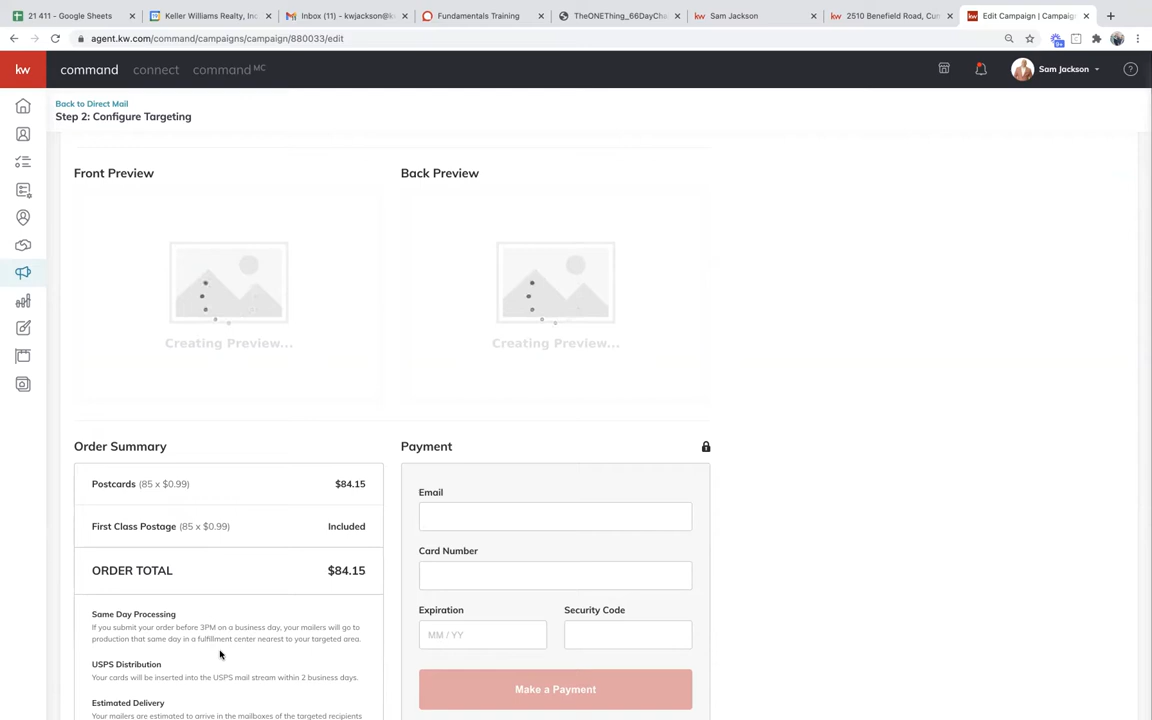 21 411 - Google Sheets
Keller Williams Realty, Inc.
Inbox (11) - kwjackson@k
Fundamentals Training
TheONEThing_66DayCha
Sam Jackson
2510 Benefield Road, Cun
Edit Campaign | Campaig
agent.kw.com/command/campaigns/campaign/880033/edit
9+
kw
command
connect
command MC
Sam Jackson
Back to Direct Mail
Step 2: Configure Targeting
Front Preview
Back Preview
Creating Preview...
Creating Preview...
Order Summary
Payment
Postcards (85 x $0.99) $84.15
First Class Postage (85 x $0.99) Included
ORDER TOTAL $84.15
Same Day Processing
If you submit your order before 3PM on a business day, your mailers will go to
production that same day in a fulfillment center nearest to your targeted area.
USPS Distribution
Your cards will be inserted into the USPS mail stream within 2 business days.
Estimated Delivery
Your mailers are estimated to arrive in the mailboxes of the targeted recipients
Email
Card Number
Expiration
Security Code
MM / YY
Make a Payment